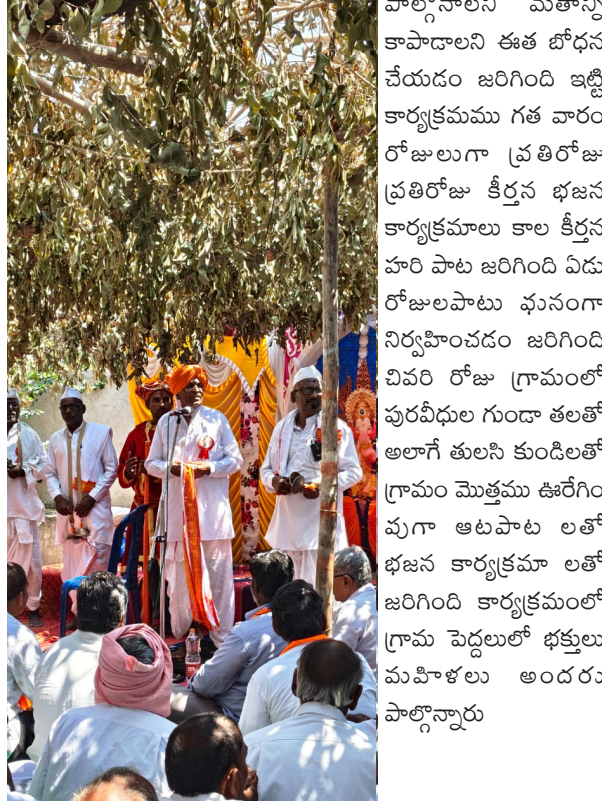 పాల్గొనాలని మతాన్ని
కాపాడాలని ఈత బోధన
చేయడం జరిగింది ఇట్టి
కార్యక్రమము గత వారం
రోజులుగా ప్రతిరోజు
ప్రతిరోజు కీర్తన భజన
కార్యక్రమాలు కాల కీర్తన
హరి పాట జరిగింది ఏడు
రోజులపాటు ఘనంగా
నిర్వహించడం జరిగింది
చివరి రోజు గ్రామంలో
పురవీధుల గుండా తలతో
అలాగే తులసి కుండిలతో
గ్రామం మొత్తము ఊరేగిం
పుగా ఆటపాట లతో
భజన కార్యక్రమా లతో
జరిగింది కార్యక్రమంలో
గ్రామ పెద్దలులో భక్తులు
మహిళలు అందరు
పాల్గొన్నారు